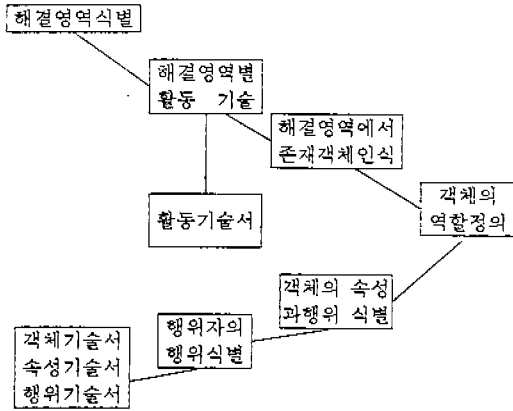 해결영역식별
해결영역별
활동 기술
해결영역에서
존재객체인식
활동기술서
객체의
역할정의
객체의 속성
과행위 식별
행위자의
행위식별
객체기술서
속성기술서
행위기술서